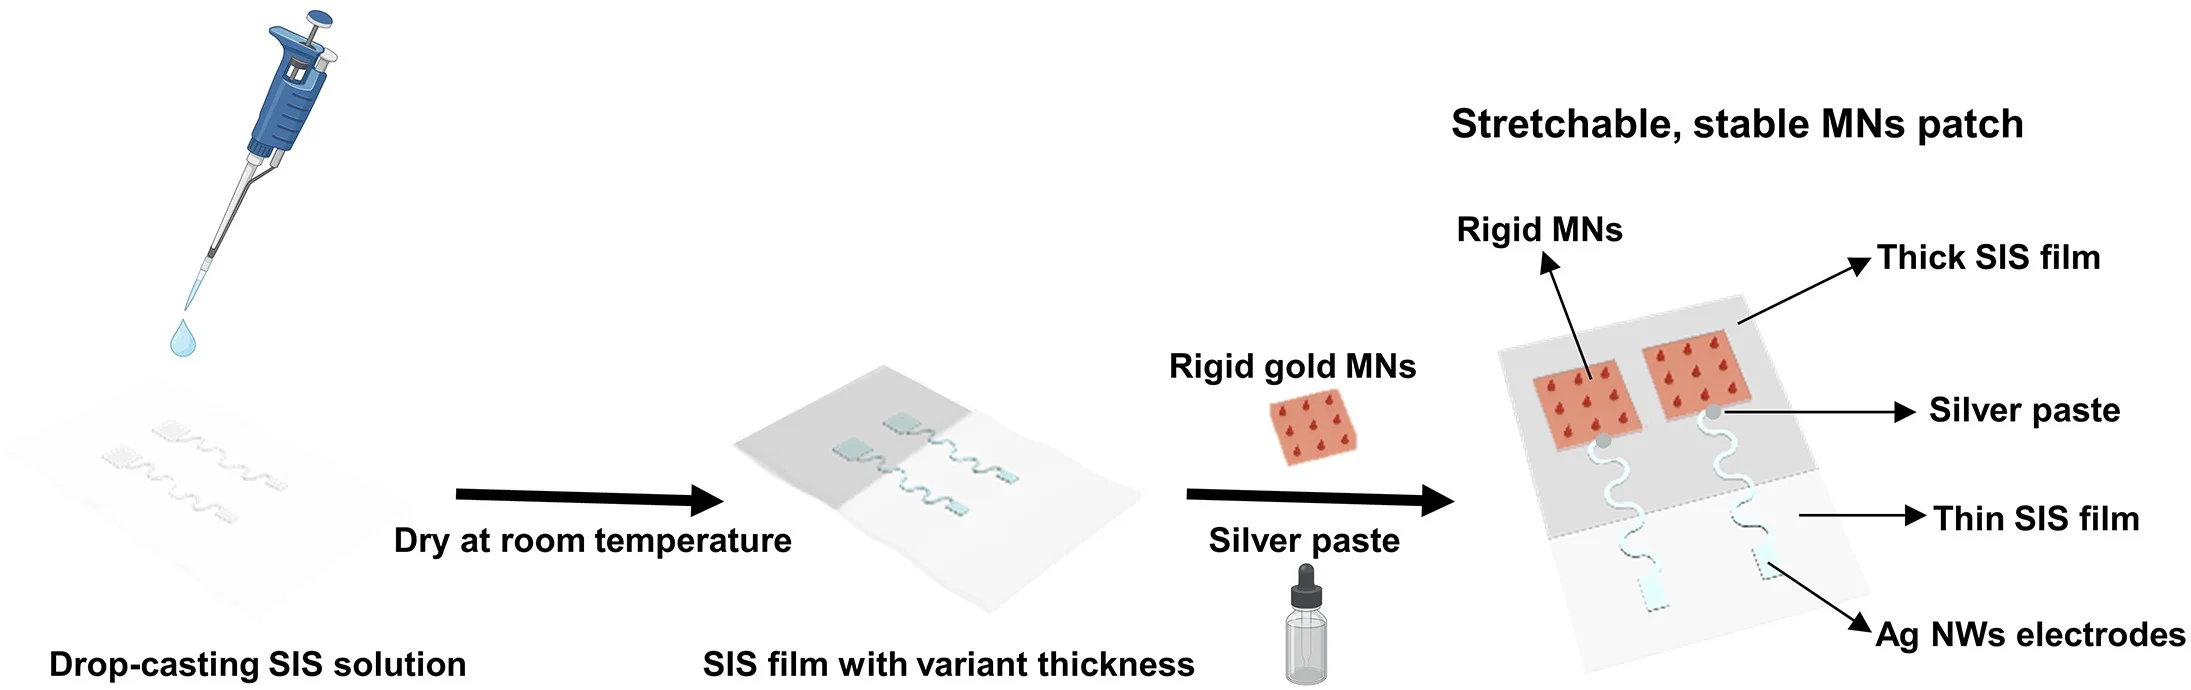 Stretchable, stable MNs patch
Rigid MNs
Thick SIS film
Rigid gold MNs
Silver paste
Thin SIS film
Dry at room temperature
Silver paste
Ag NWs electrodes
Drop-casting SIS solution
SIS film with variant thickness